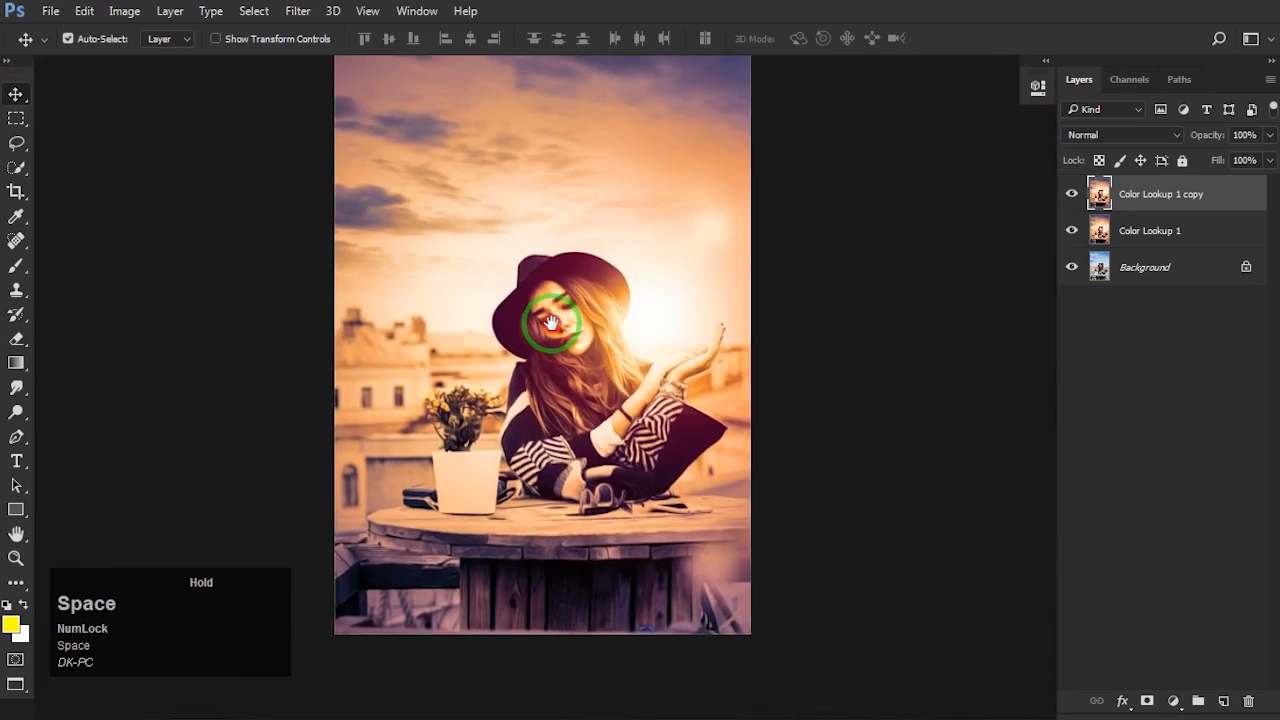 Ps File Edit Image Layer Type Select Filter 3D View Window Help
Auto-Select: Layer Show Transform Controls 3D Mode:
Layers Channels Paths
Kind
Normal Opacity: 100%
Lock: Fill: 100%
Color Lookup 1 copy
Color Lookup 1
Background
Hold
Space
NumLock
Space
DK-PC